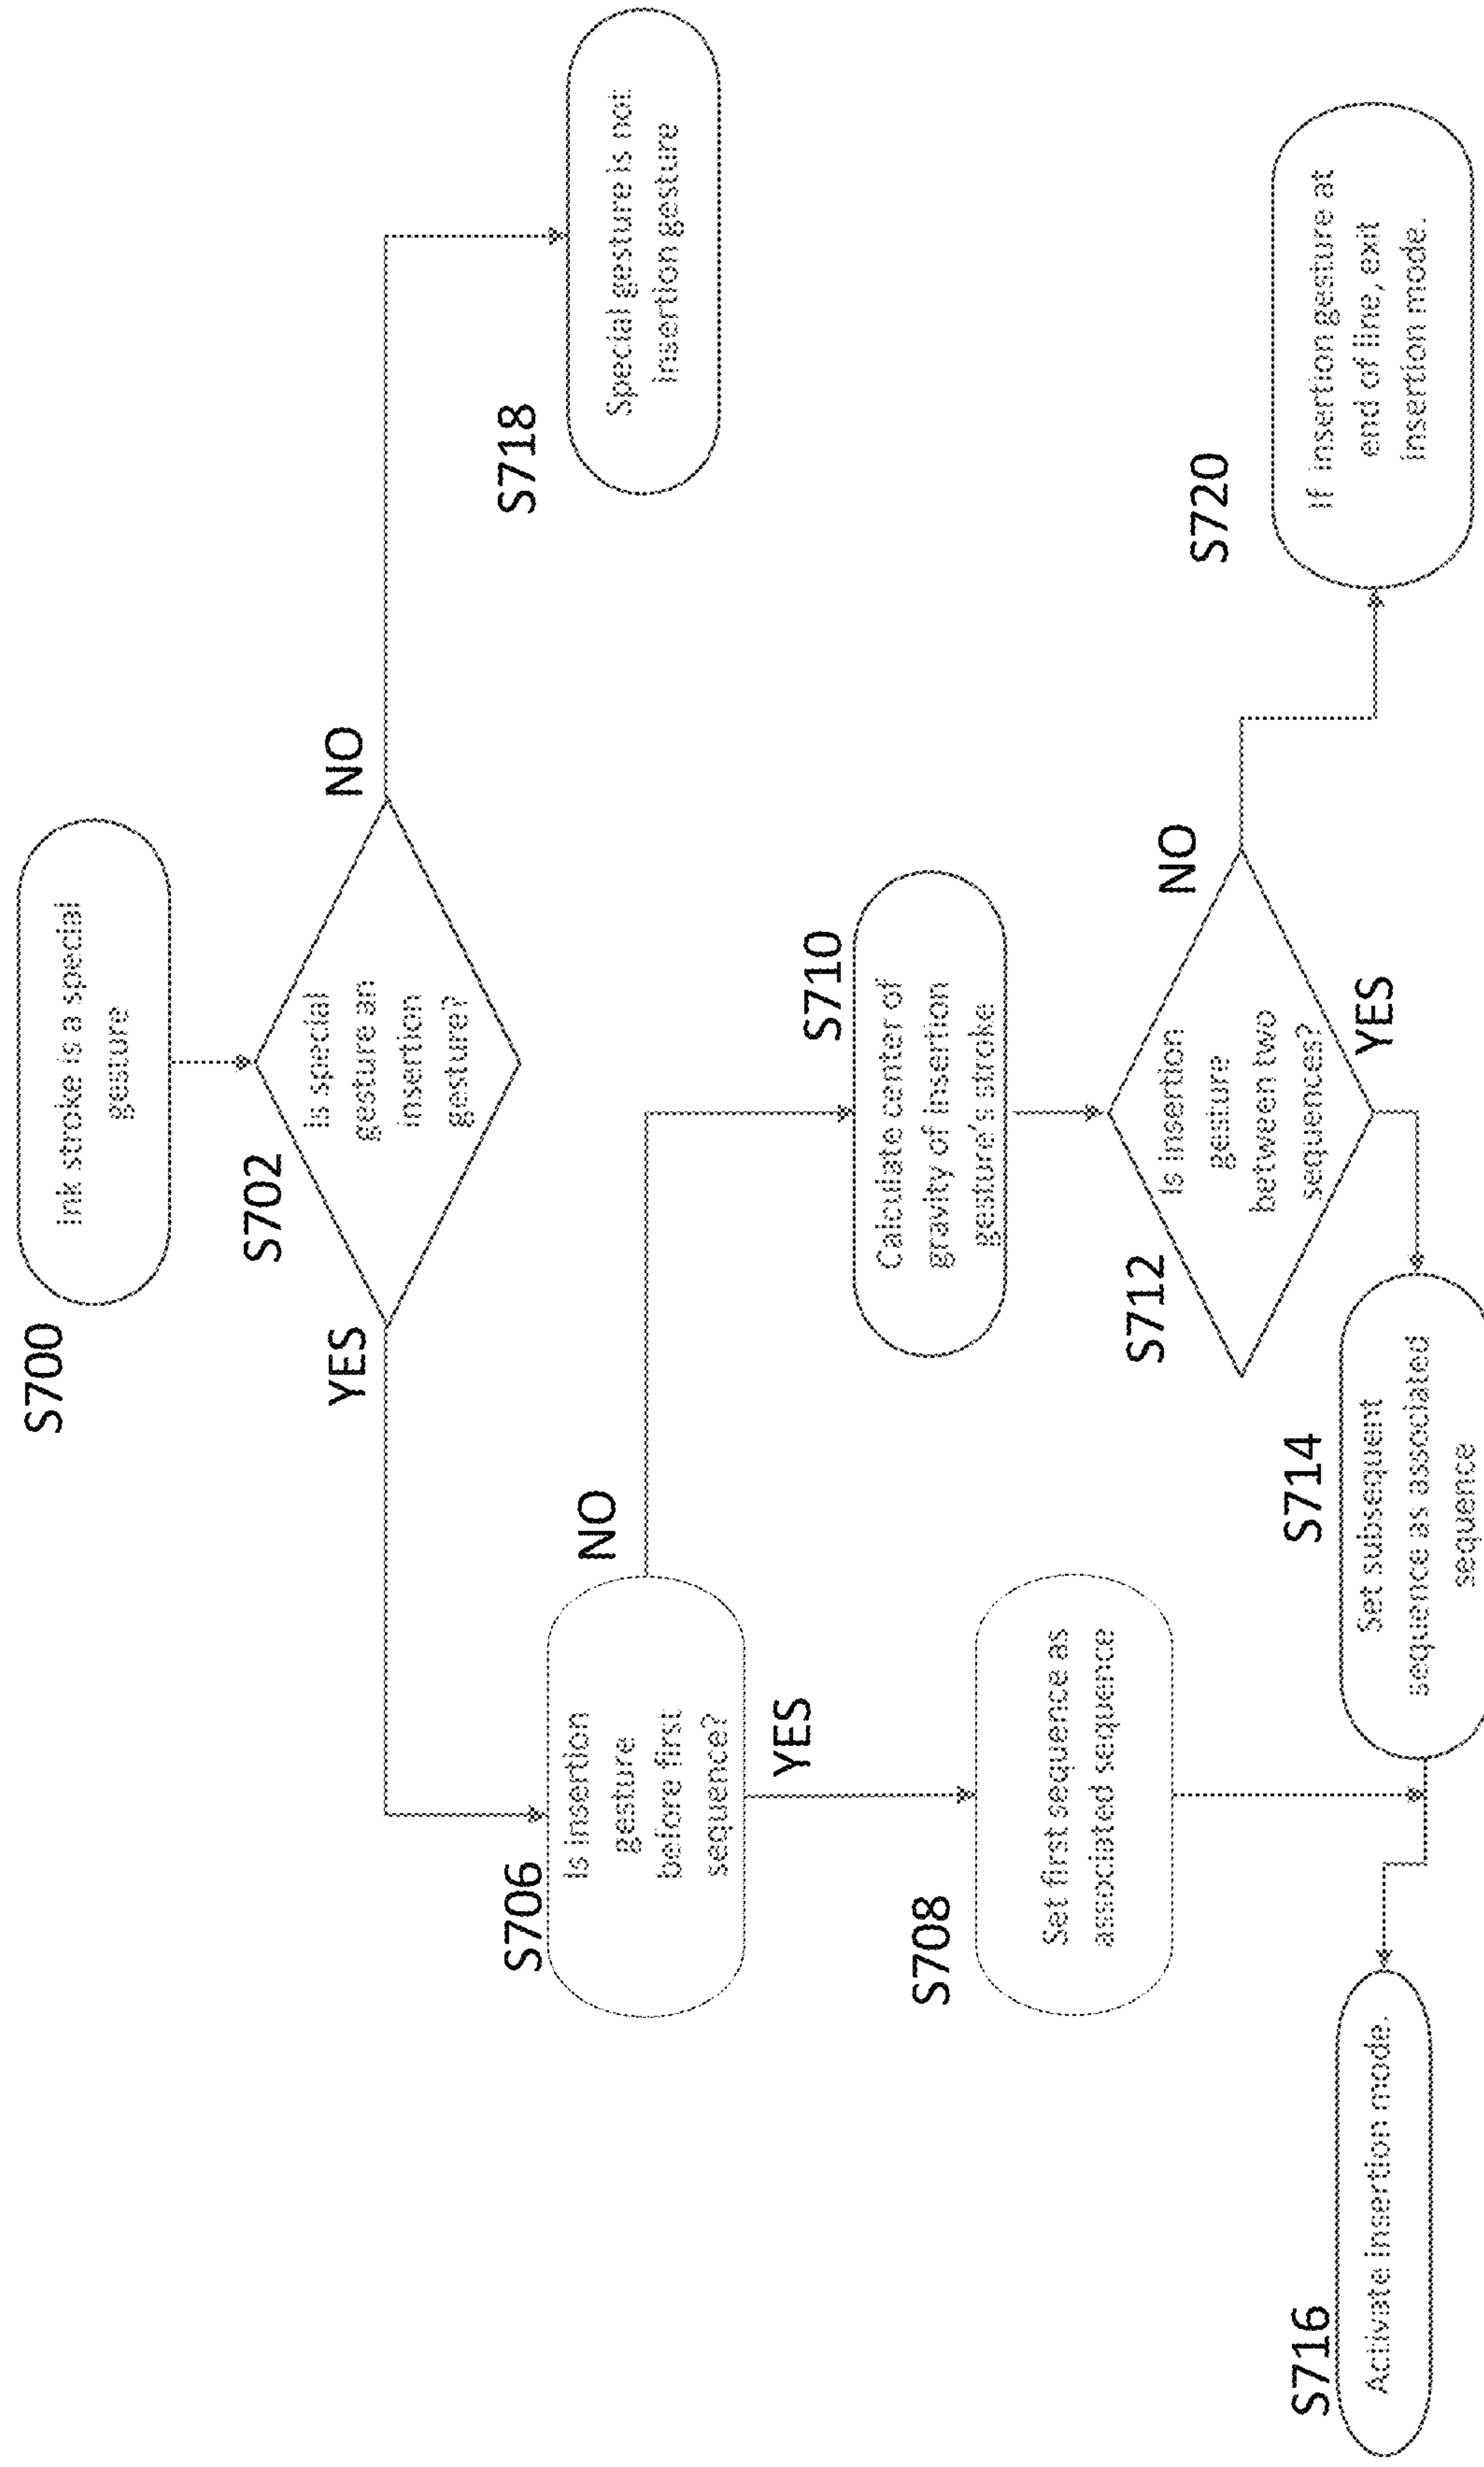 S700
Ink stroke is a special
gesture
S702
Is special
gesture an
insertion
gesture?
YES
NO
S718
Special gesture is not
insertion gesture
S706
Is insertion
gesture
before first
sequence?
NO
YES
S708
Set first sequence as
associated sequence
S710
Calculate center of
gravity of insertion
gesture's stroke
S712
Is insertion
gesture
between two
sequences?
NO
YES
S720
If insertion gesture at
end of line, exit
insertion mode.
S714
Set subsequent
sequence as associated
sequence
S716
Activate insertion mode.